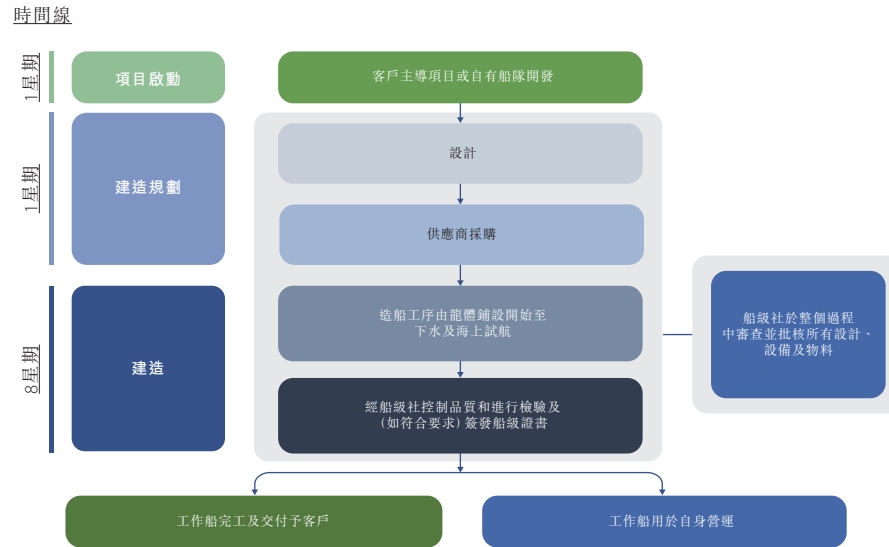 時間線
1星期
項目啟動
客戶主導項目或自有船隊開發
1星期
建造規劃
設計
供應商採購
8星期
建造
造船工序由龍體鋪設開始至
下水及海上試航
船級社於整個過程
中審查並批核所有設計、
設備及物料
經船級社控制品質和進行檢驗及
(如符合要求) 簽發船級證書
工作船完工及交付予客戶
工作船用於自身營運